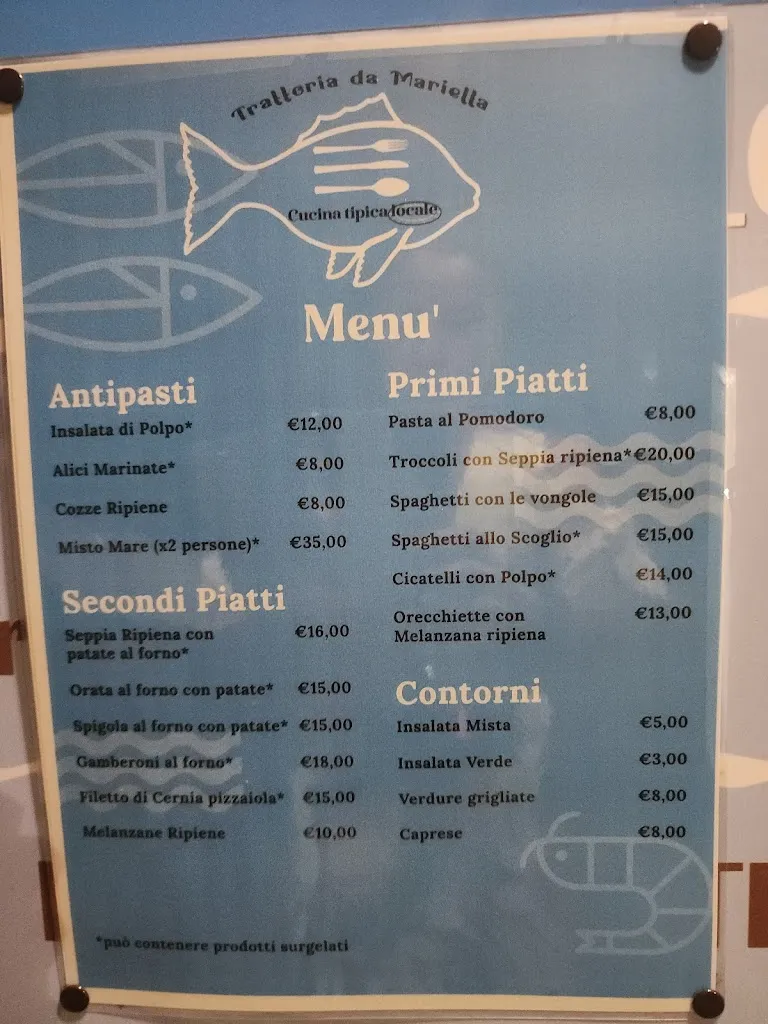 Trattoria da Mariella
Cucina tipica locale
Menu'
Antipasti
Insalata di Polpo* €12,00
Alici Marinate* €8,00
Cozze Ripiene €8,00
Misto Mare (x2 persone)* €35,00
Secondi Piatti
Seppia Ripiena con €16,00
patate al forno*
Orata al forno con patate* €15,00
Spigola al forno con patate* €15,00
Gamberoni al forno* €18,00
Filetto di Cernia pizzaiola* €15,00
Melanzane Ripiene €10,00
*può contenere prodotti surgelati
Primi Piatti
Pasta al Pomodoro €8,00
Troccoli con Seppia ripiena* €20,00
Spaghetti con le vongole €15,00
Spaghetti allo Scoglio* €15,00
Cicatelli con Polpo* €14,00
Orecchiette con €13,00
Melanzana ripiena
Contorni
Insalata Mista €5,00
Insalata Verde €3,00
Verdure grigliate €8,00
Caprese €8,00